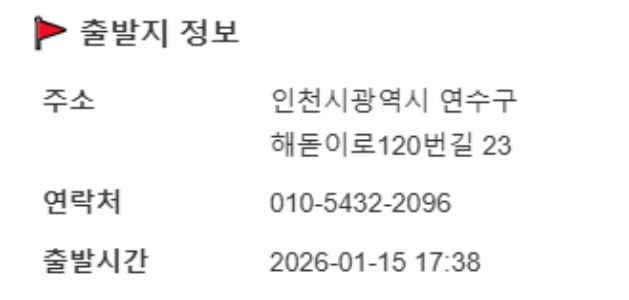 출발지 정보
주소 인천시광역시 연수구
해돋이로120번길 23
연락처 010-5432-2096
출발시간 2026-01-15 17:38